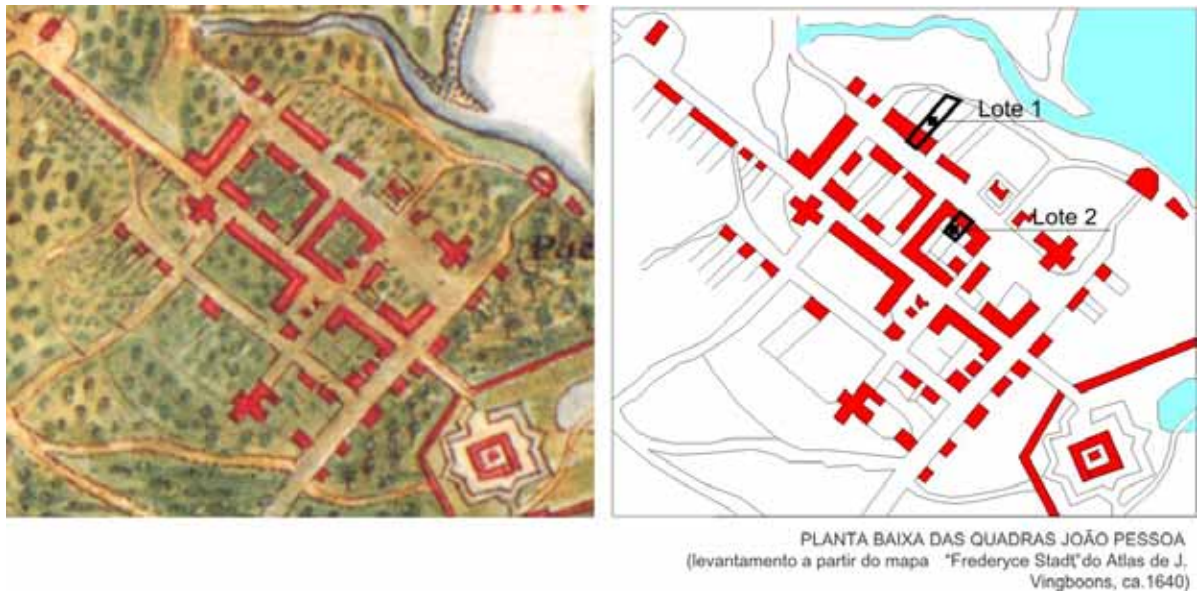 Lote 1
Lote 2
PLANTA BAIXA DAS QUADRAS JOÃO PESSOA
(levantamento a partir do mapa "Frederyce Stadt" do Atlas de J.
Vingboons, ca.1640)